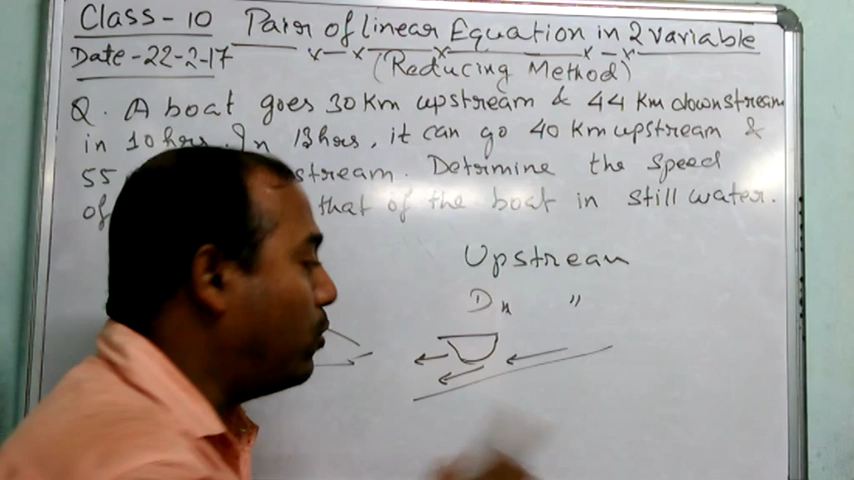 Class - 10 Pair of linear Equation in 2 variable
Date - 22-2-17
(Reducing Method)
Q. A boat goes 30 Km upstream & 44 Km downstream
in 10 hrs. In 13 hrs, it can go 40 Km upstream &
55 stream. Determine the speed
of that of the boat in still water.
Upstream
Dn "